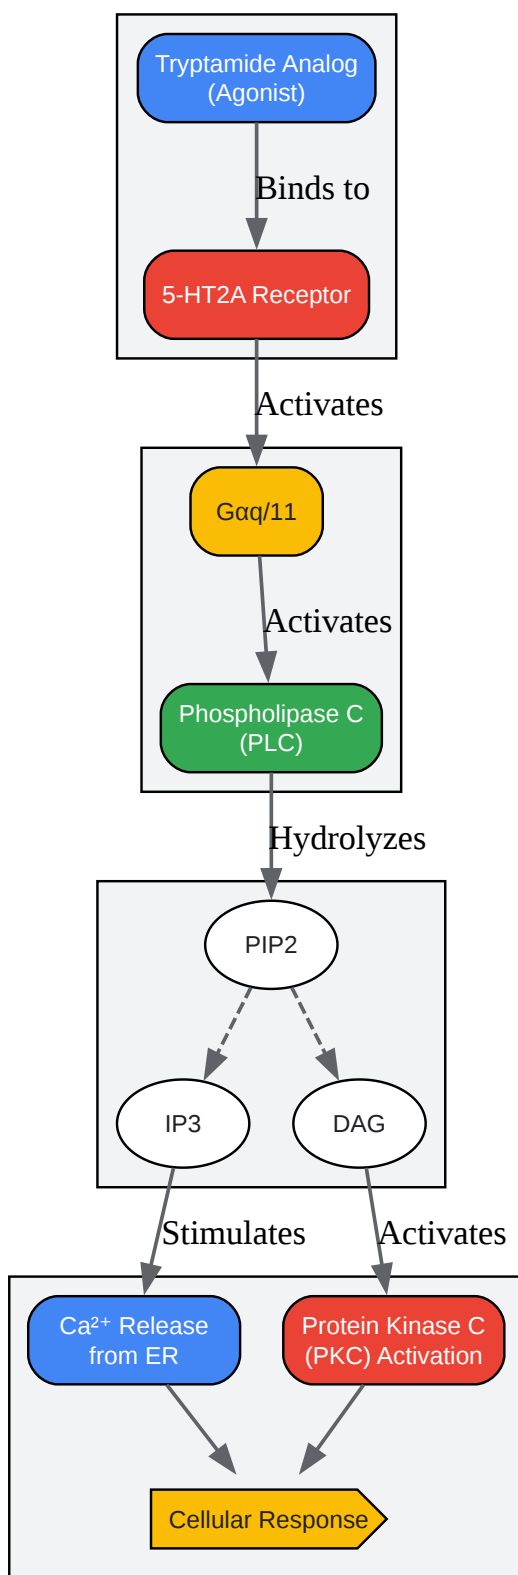 Tryptamide Analog
(Agonist)
Binds to
5-HT2A Receptor
Activates
Gαq/11
Activates
Phospholipase C
(PLC)
Hydrolyzes
PIP2
IP3
DAG
Stimulates
Activates
Ca²⁺ Release
from ER
Protein Kinase C
(PKC) Activation
Cellular Response